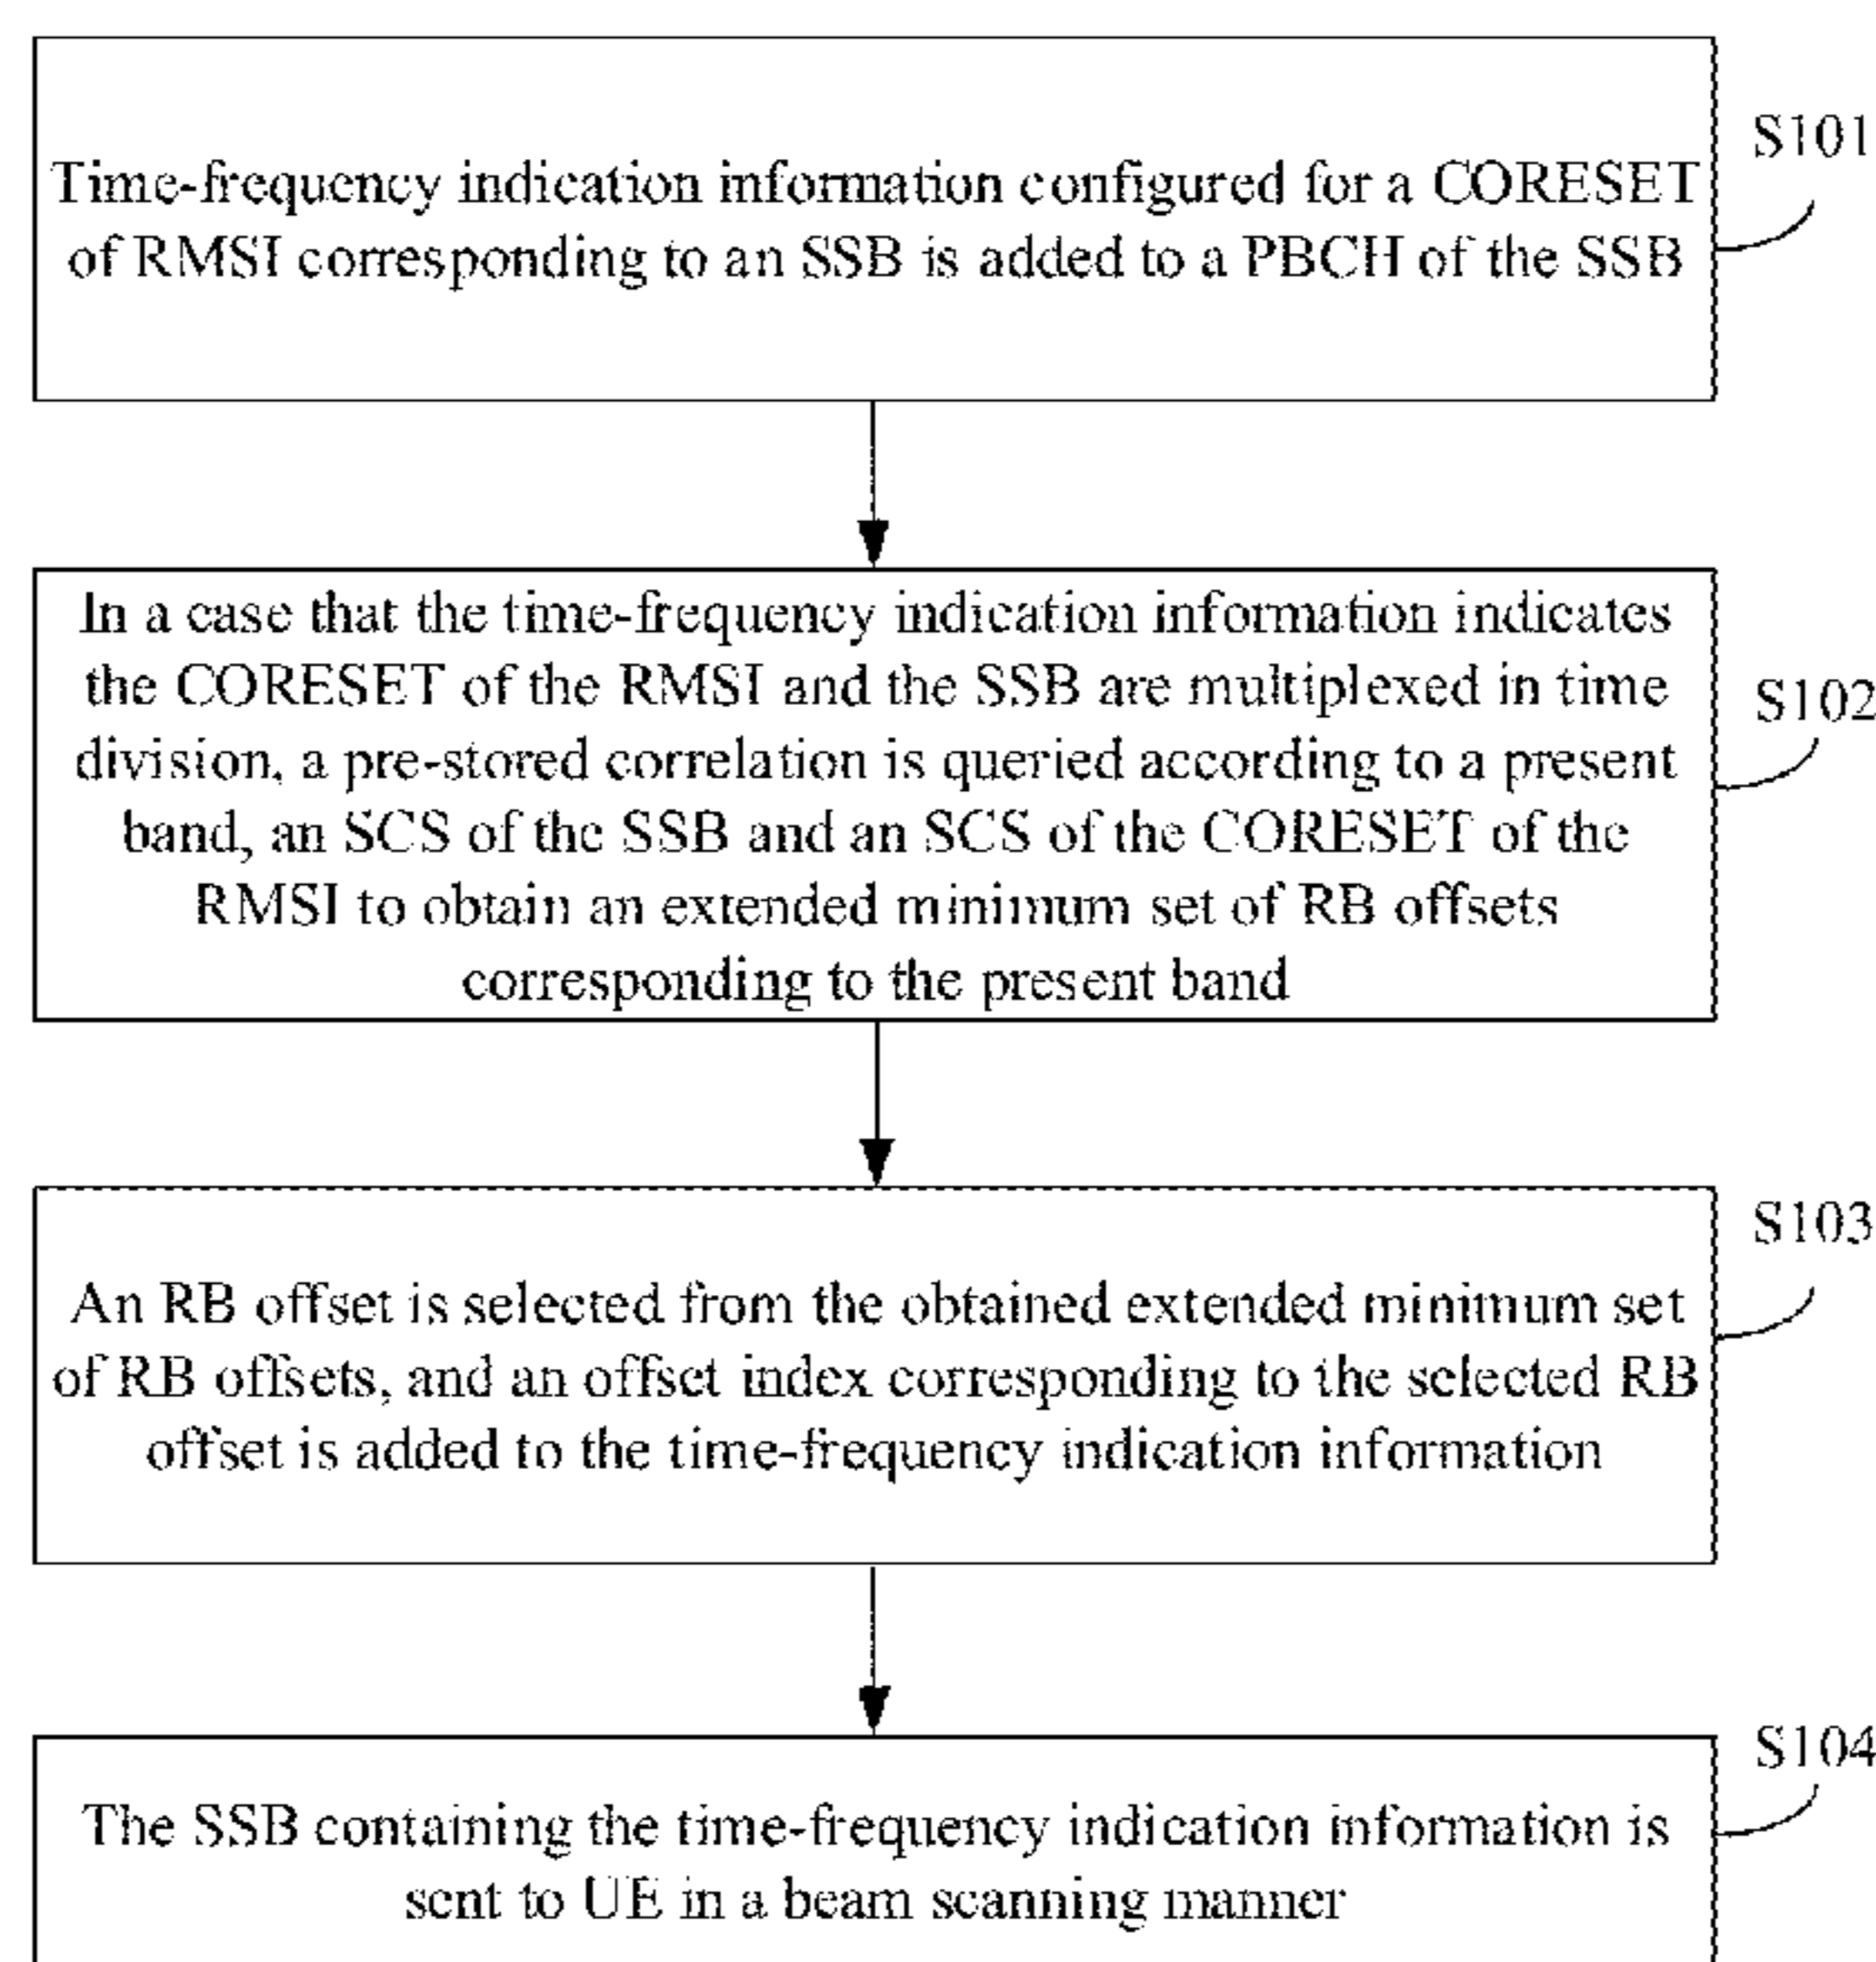 Time-frequency indication information configured for a CORESET
of RMSI corresponding to an SSB is added to a PBCH of the SSB
S101
In a case that the time-frequency indication information indicates
the CORESET of the RMSI and the SSB are multiplexed in time
division, a pre-stored correlation is queried according to a present
band, an SCS of the SSB and an SCS of the CORESET of the
RMSI to obtain an extended minimum set of RB offsets
corresponding to the present band
S102
An RB offset is selected from the obtained extended minimum set
of RB offsets, and an offset index corresponding to the selected RB
offset is added to the time-frequency indication information
S103
The SSB containing the time-frequency indication information is
sent to UE in a beam scanning manner
S104